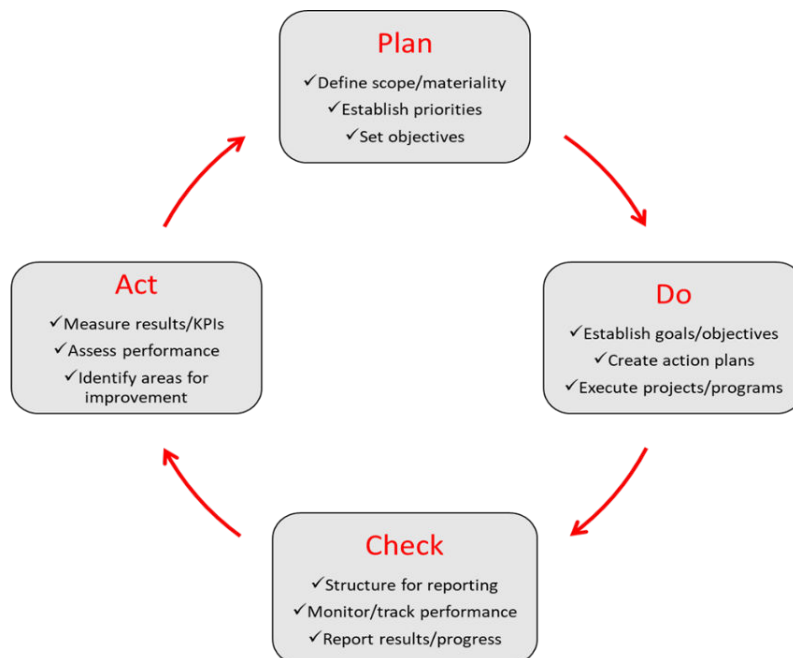 Plan
✓Define scope/materiality
✓Establish priorities
✓Set objectives
Do
✓Establish goals/objectives
✓Create action plans
✓Execute projects/programs
Check
✓Structure for reporting
✓Monitor/track performance
✓Report results/progress
Act
✓Measure results/KPIs
✓Assess performance
✓Identify areas for
improvement